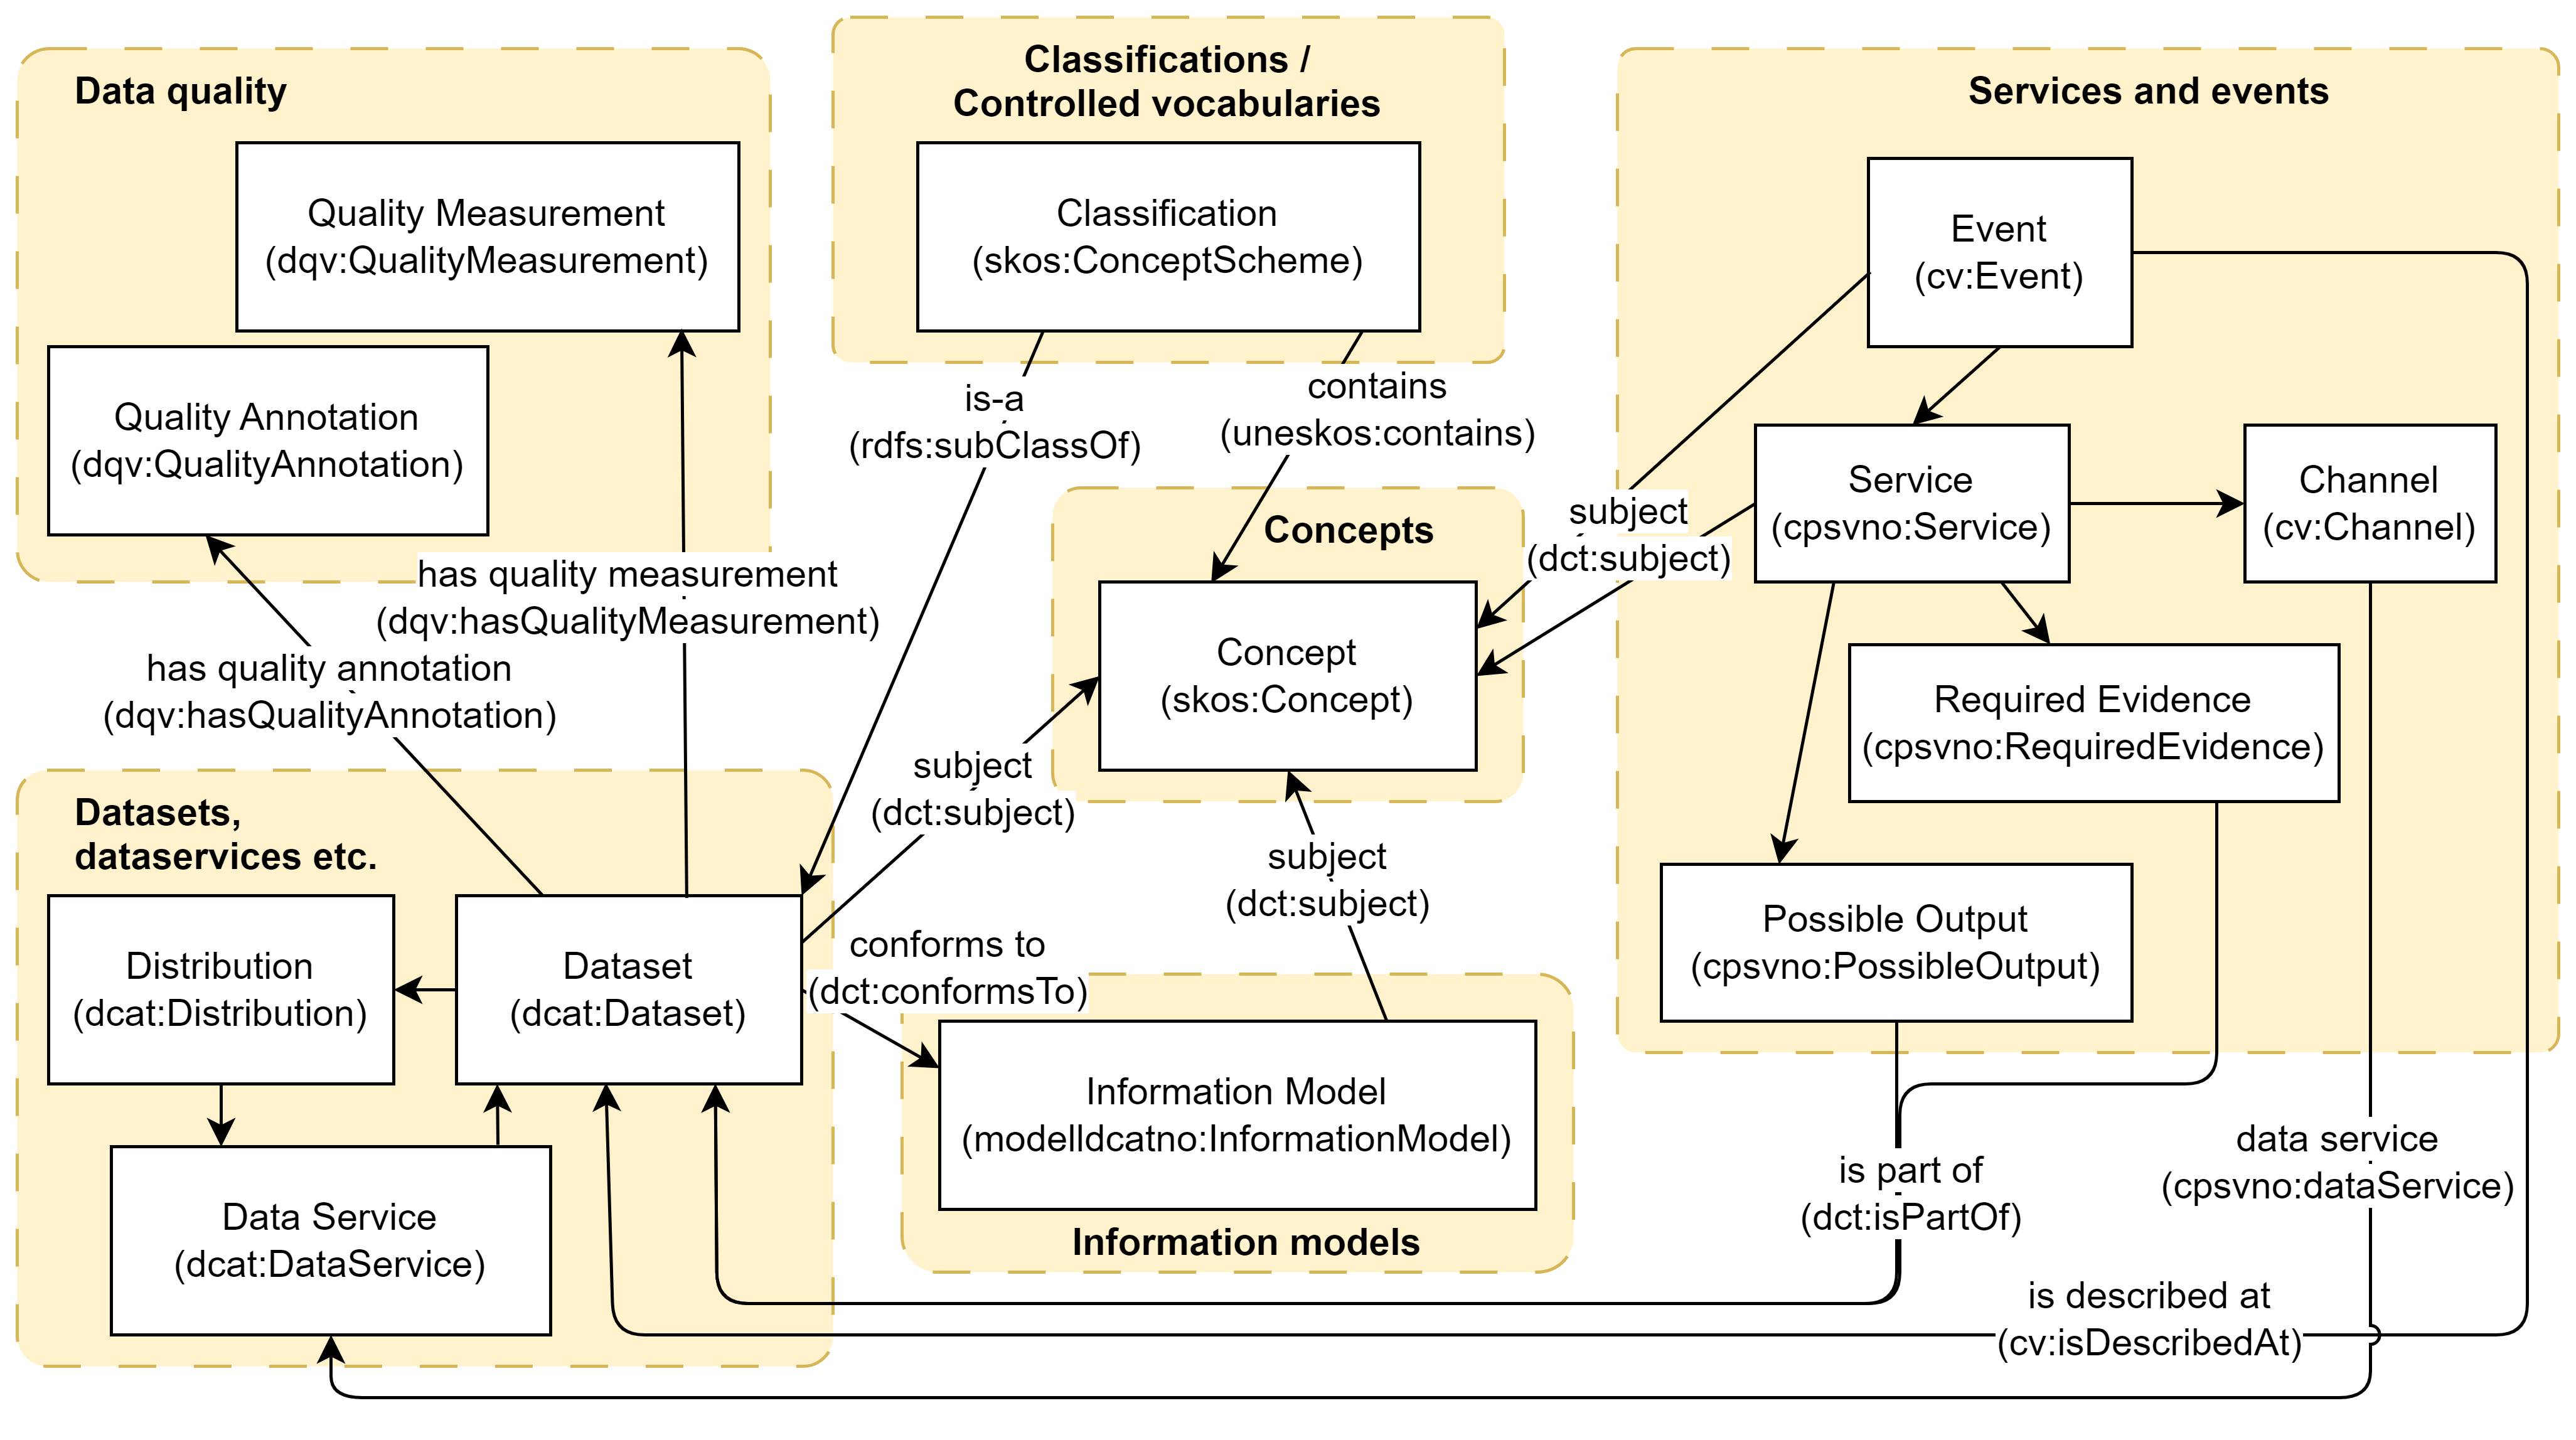 Data quality
Quality Measurement
(dqv:QualityMeasurement)
Quality Annotation
(dqv:QualityAnnotation)
has quality measurement
(dqv:hasQualityMeasurement)
has quality annotation
(dqv:hasQualityAnnotation)
Classifications /
Controlled vocabularies
Classification
(skos:ConceptScheme)
is-a
(rdfs:subClassOf)
contains
(uneskos:contains)
Concepts
Concept
(skos:Concept)
subject
(dct:subject)
subject
(dct:subject)
subject
(dct:subject)
Services and events
Event
(cv:Event)
Service
(cpsvno:Service)
Channel
(cv:Channel)
Required Evidence
(cpsvno:RequiredEvidence)
Possible Output
(cpsvno:PossibleOutput)
Datasets,
dataservices etc.
Distribution
(dcat:Distribution)
Dataset
(dcat:Dataset)
Data Service
(dcat:DataService)
conforms to
(dct:conformsTo)
Information Model
(modelldcatno:InformationModel)
Information models
is part of
(dct:isPartOf)
data service
(cpsvno:dataService)
is described at
(cv:isDescribedAt)